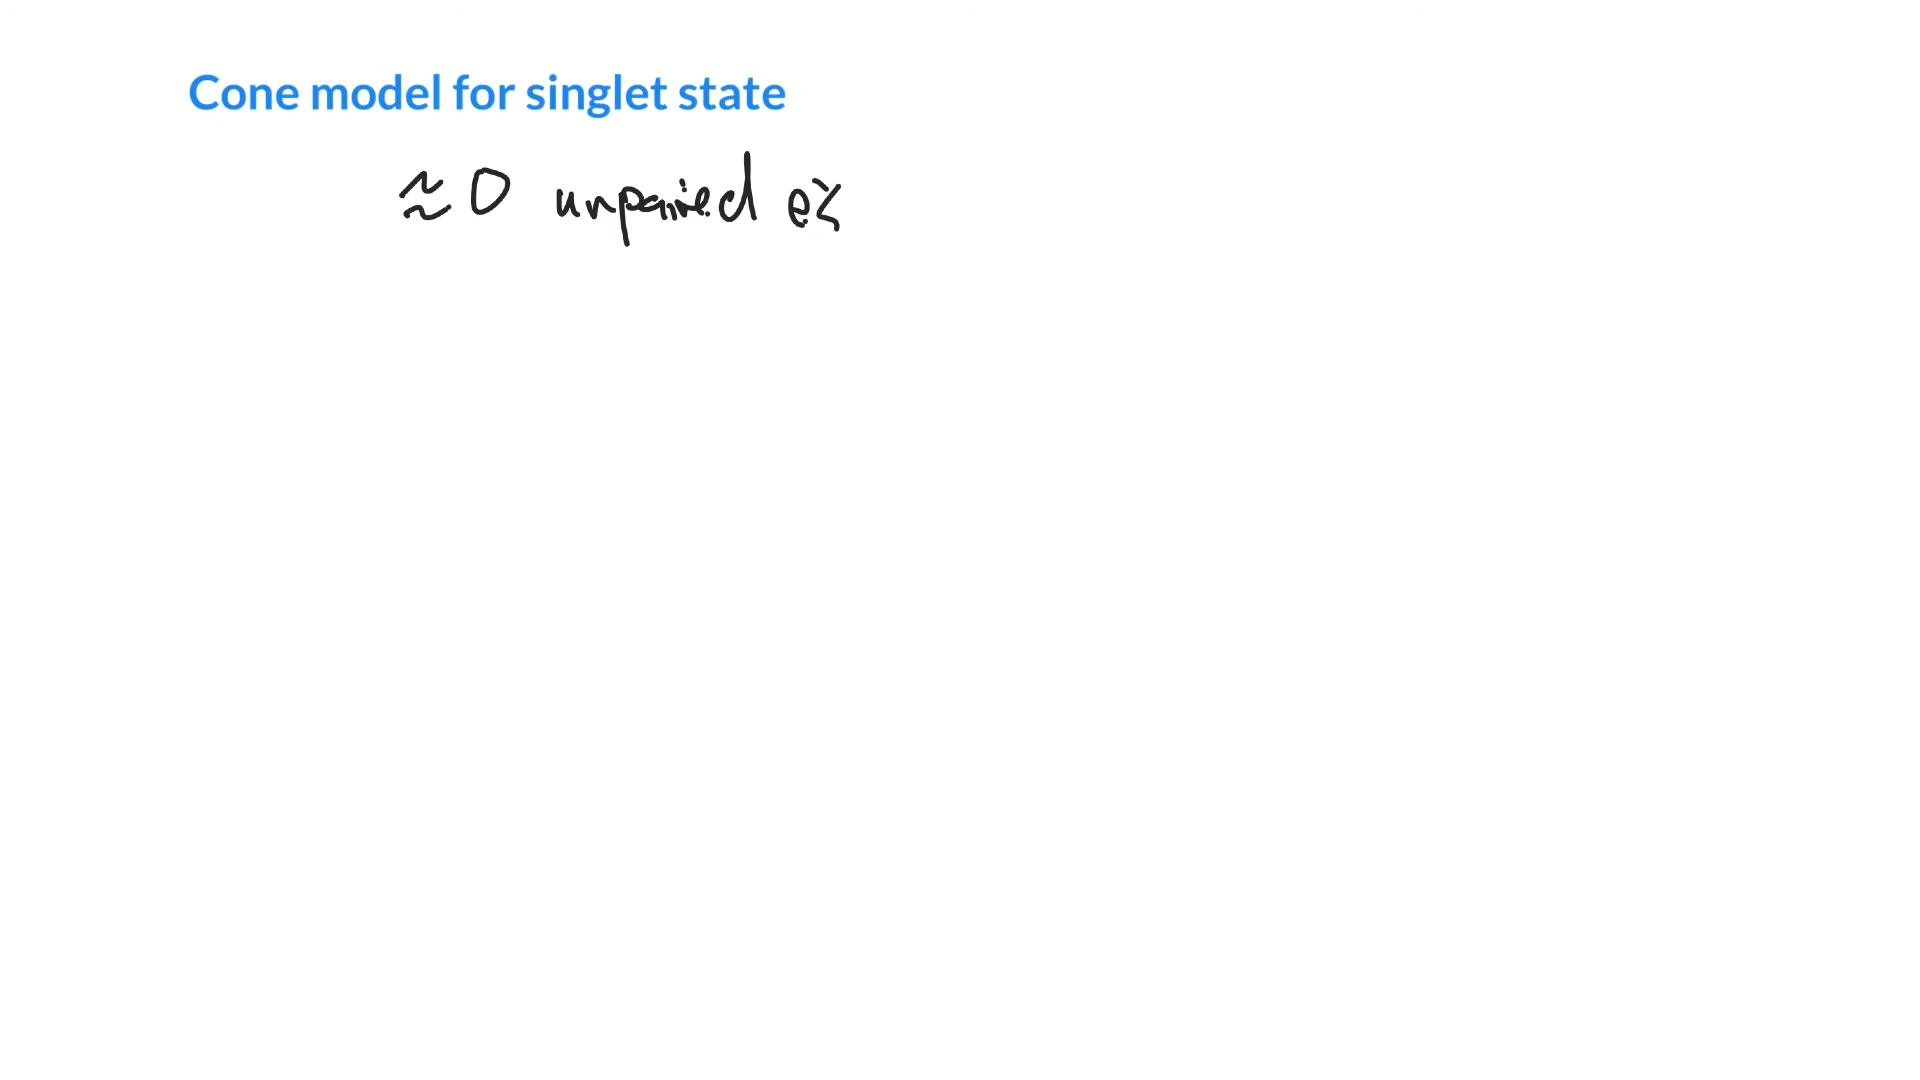 Cone model for singlet state
≈ 0 unpaired e⁻s